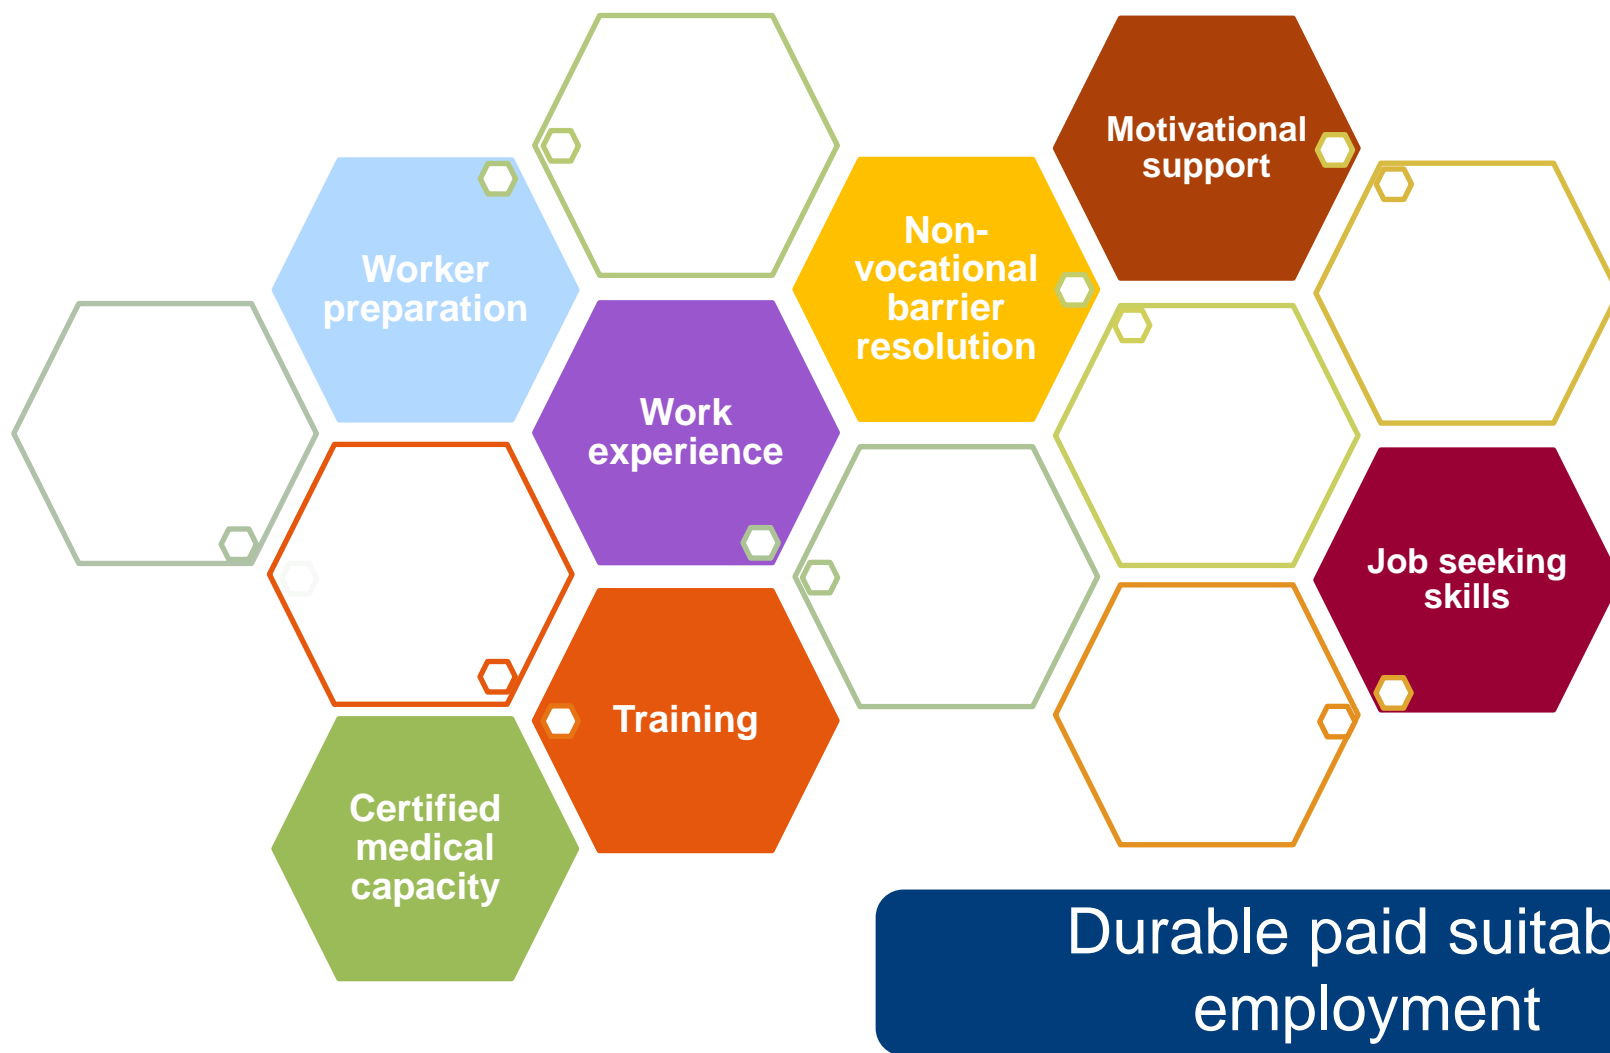 Motivational
support
Non-
vocational
barrier
resolution
Worker
preparation
Work
experience
Job seeking
skills
Training
Certified
medical
capacity
Durable paid suitab
employment